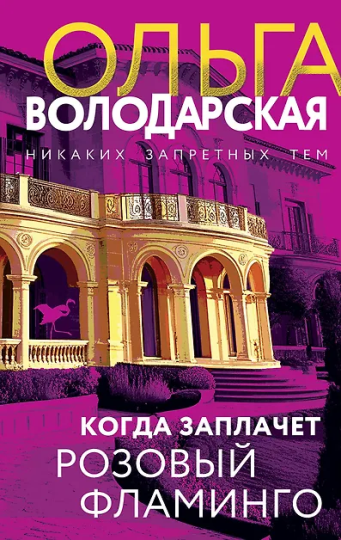 ОЛЬГА
ВОЛОДАРСКАЯ
НИКАКИХ ЗАПРЕТНЫХ ТЕМ
КОГДА ЗАПЛАЧЕТ
РОЗОВЫЙ
ФЛАМИНГО